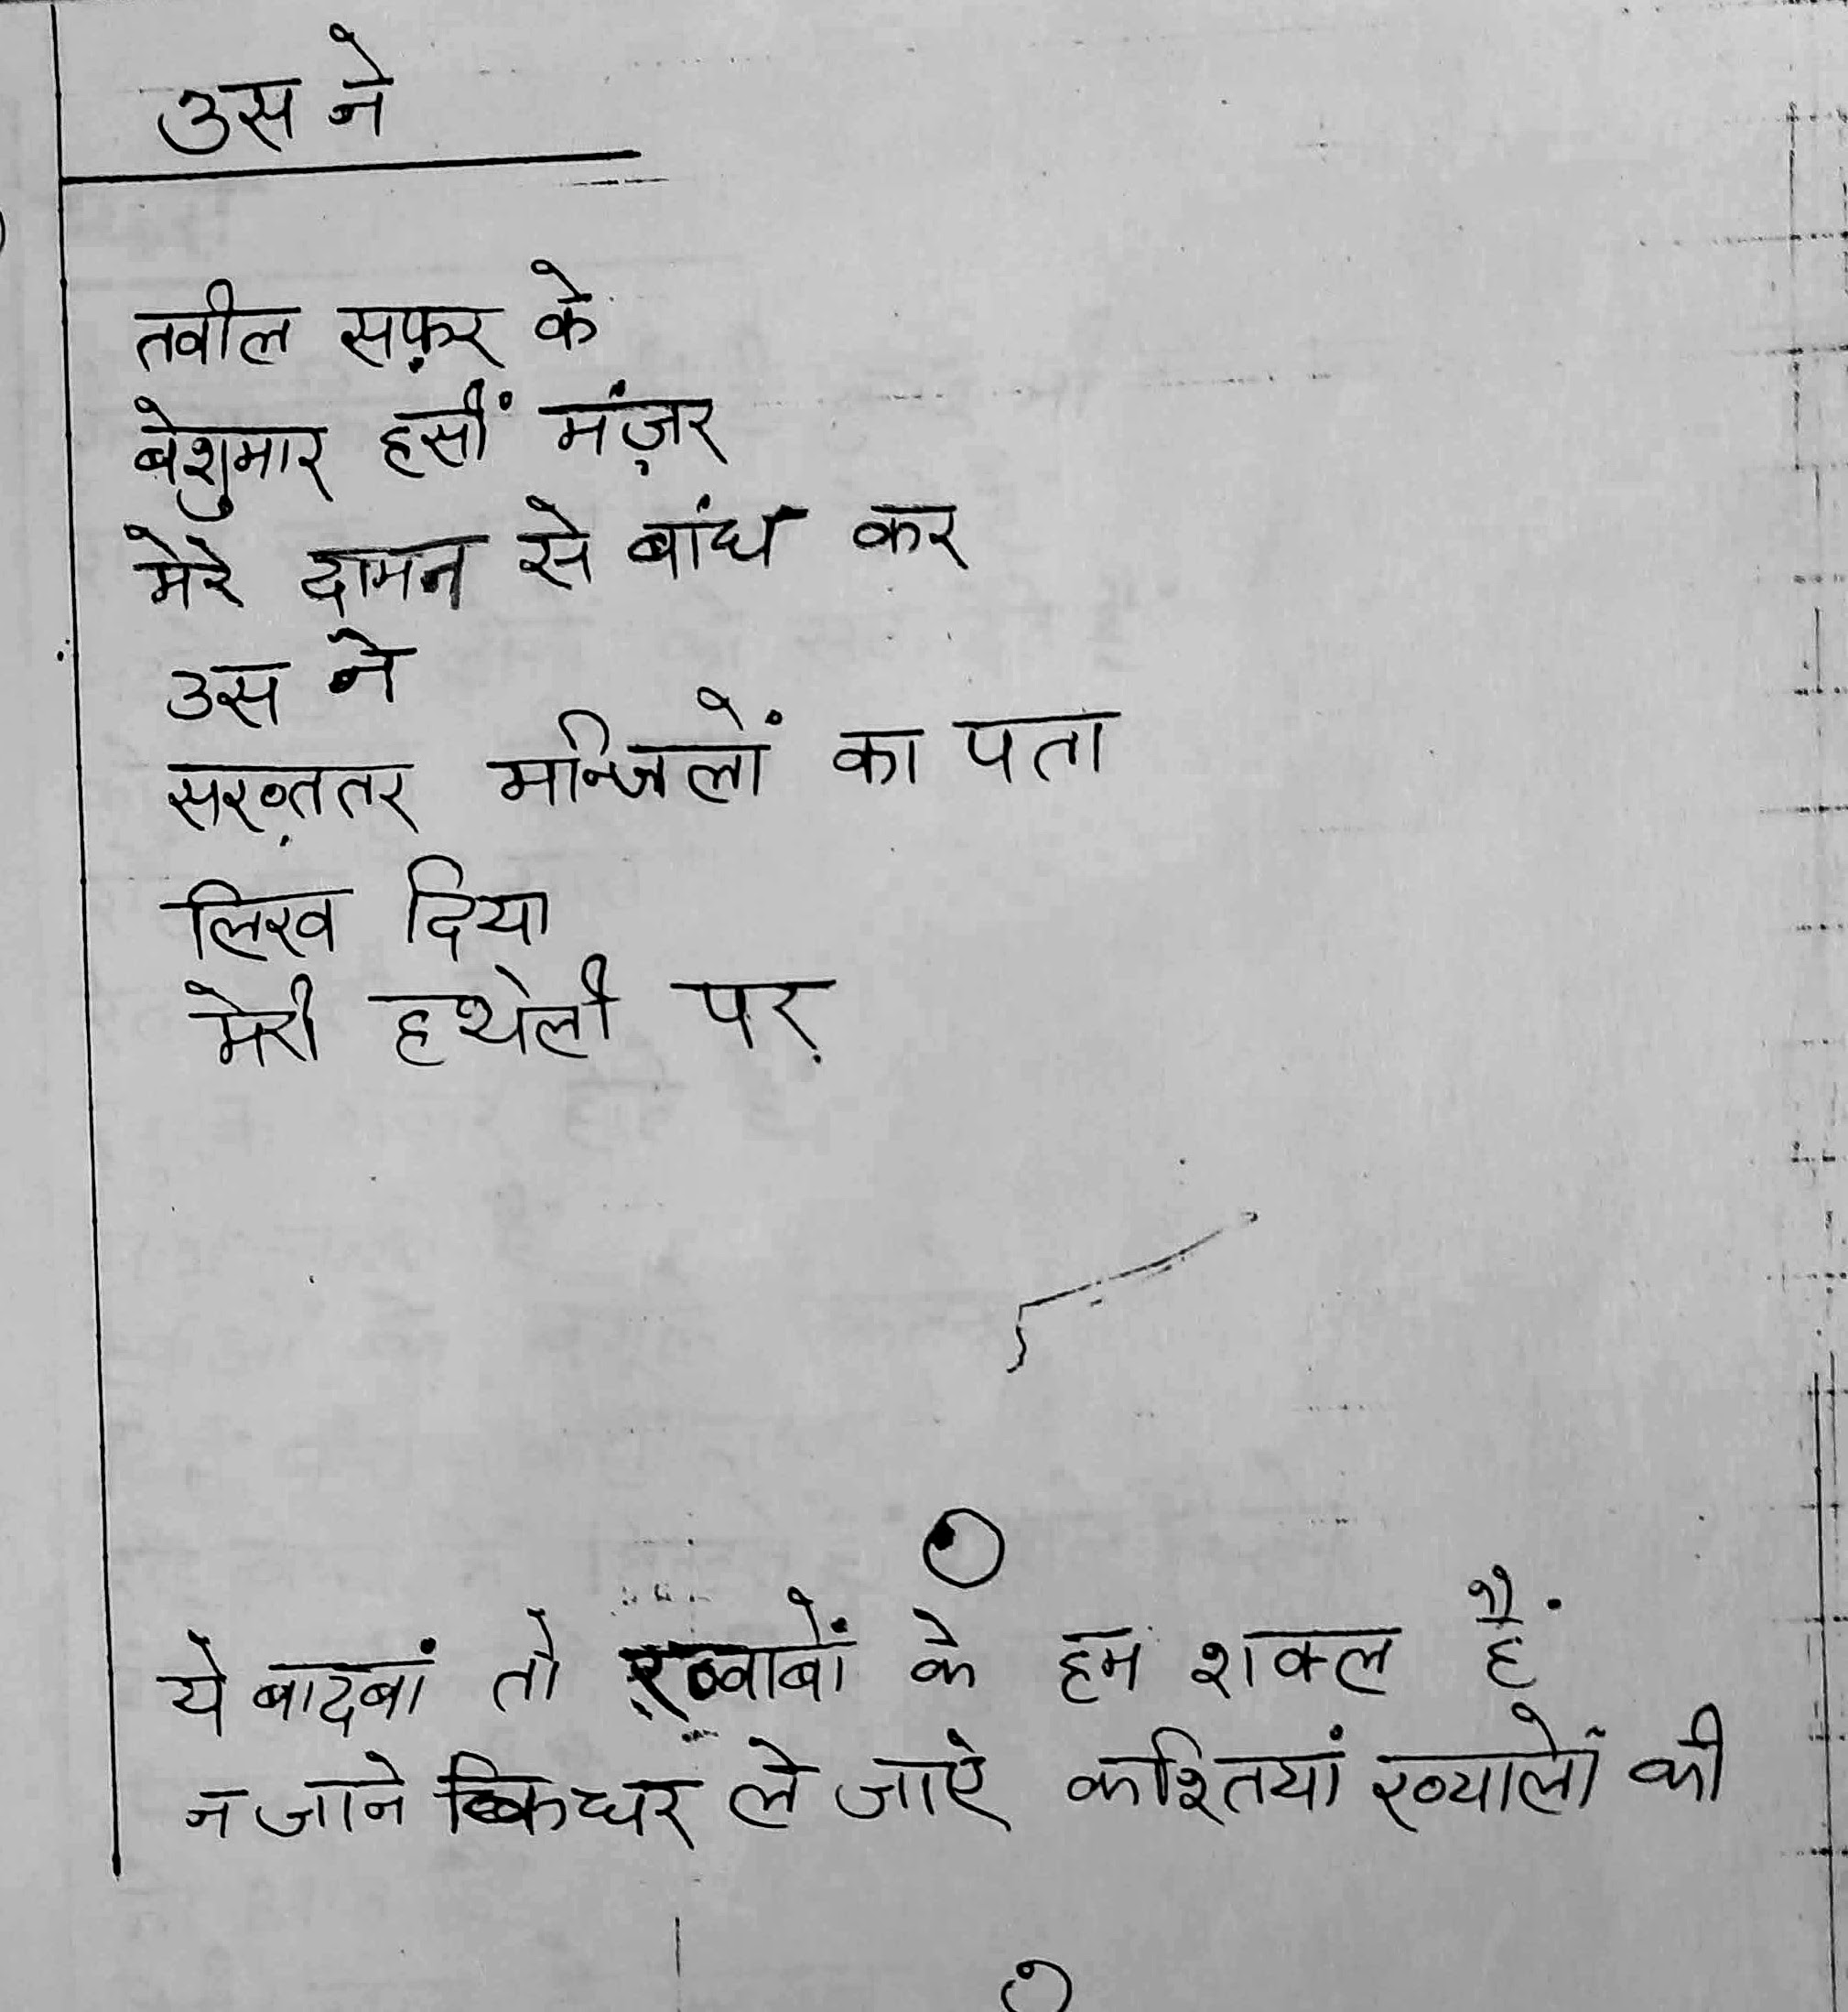 उस ने
तवील सफ़र के
बेशुमार हसीं मंज़र
मेरे दामन से बांध कर
उस ने
सख़्ततर मन्जिलों का पता
लिख दिया
मेरी हथेली पर
ये बादबां तो ख़्वाबों के हम शक्ल हैं
न जाने किधर ले जाऐ कश्तियां ख्यालों की